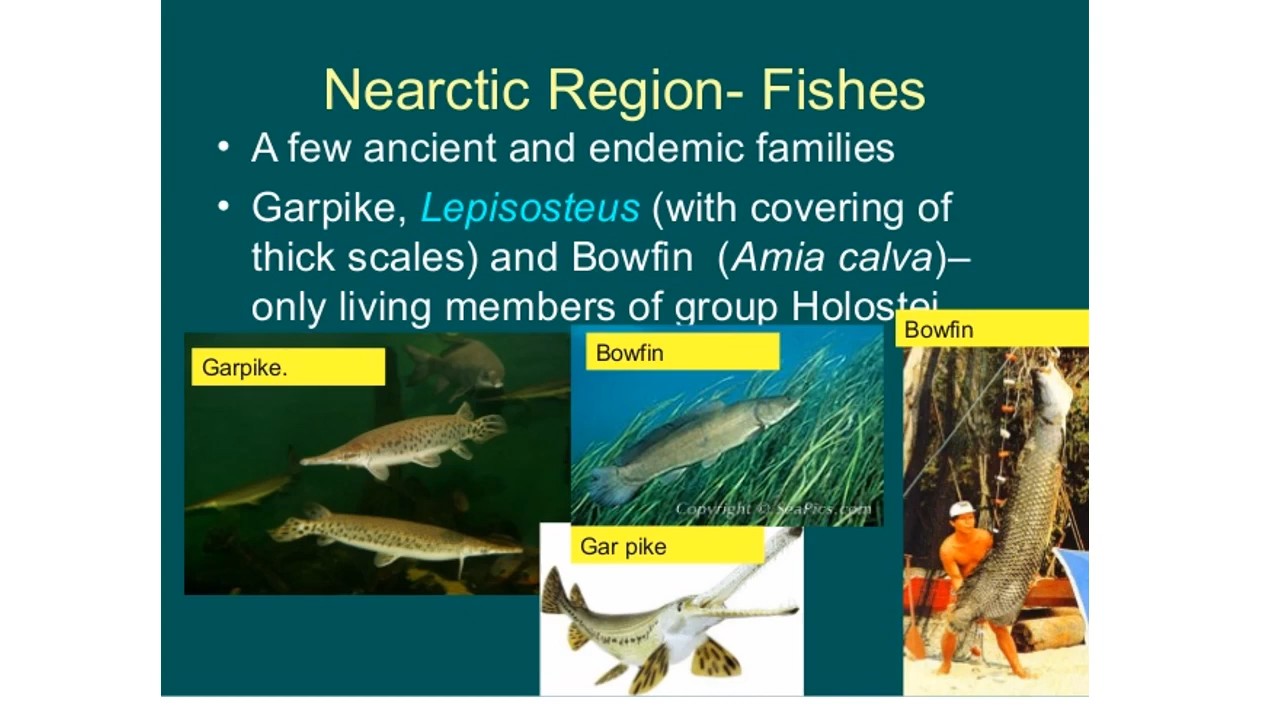 Nearctic Region- Fishes
• A few ancient and endemic families
• Garpike, Lepisosteus (with covering of
thick scales) and Bowfin (Amia calva)–
only living members of group Holostei
Bowfin
Bowfin
Garpike.
Copyright © SeaPics.com
Gar pike